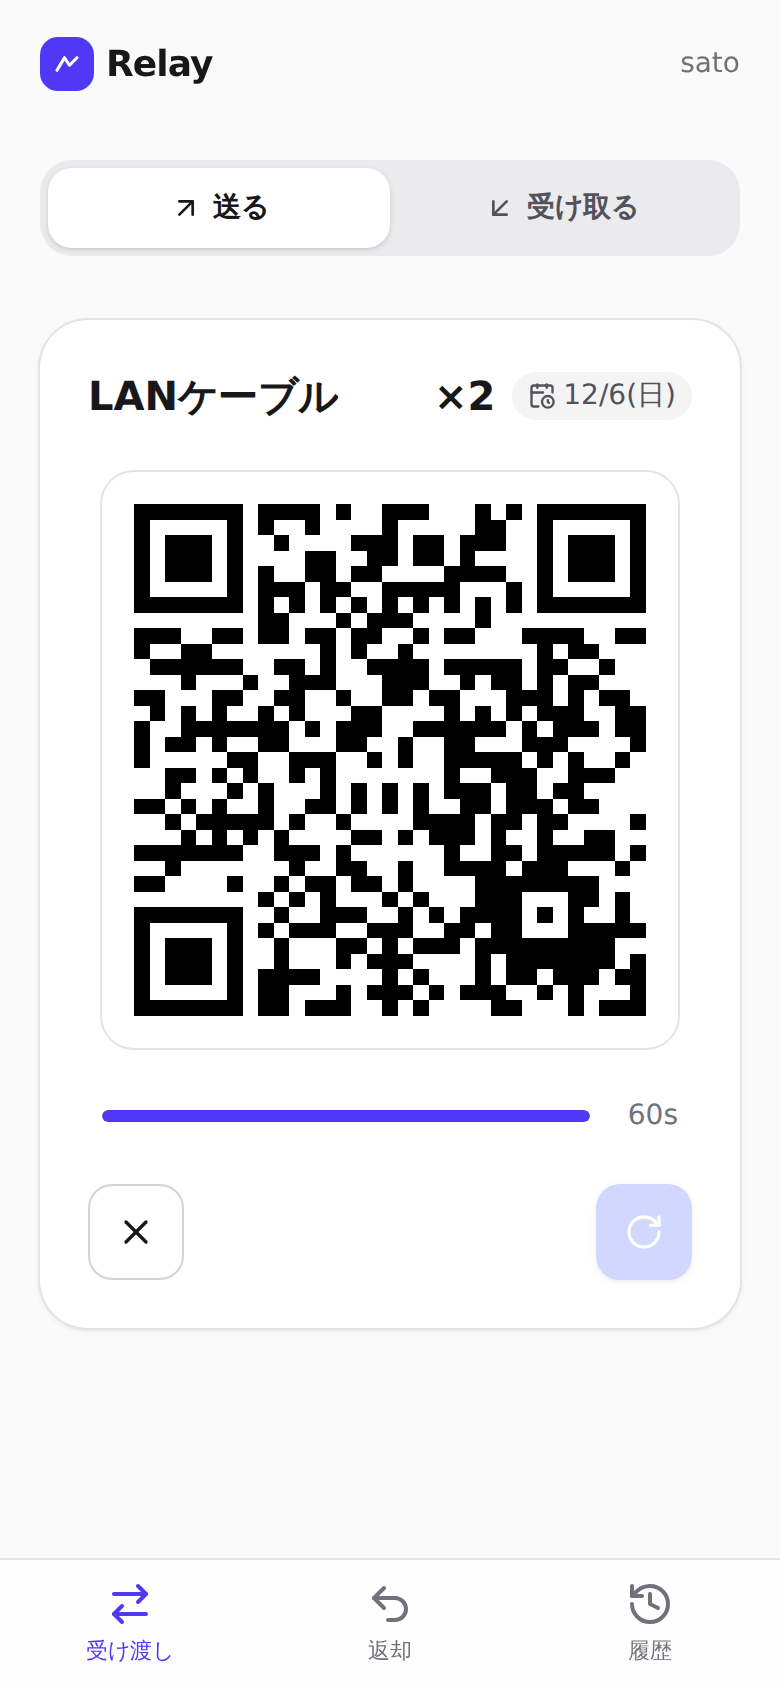 Relay
sato
送る
受け取る
LANケーブル ×2 12/6(日)
60s
受け渡し
返却
履歴